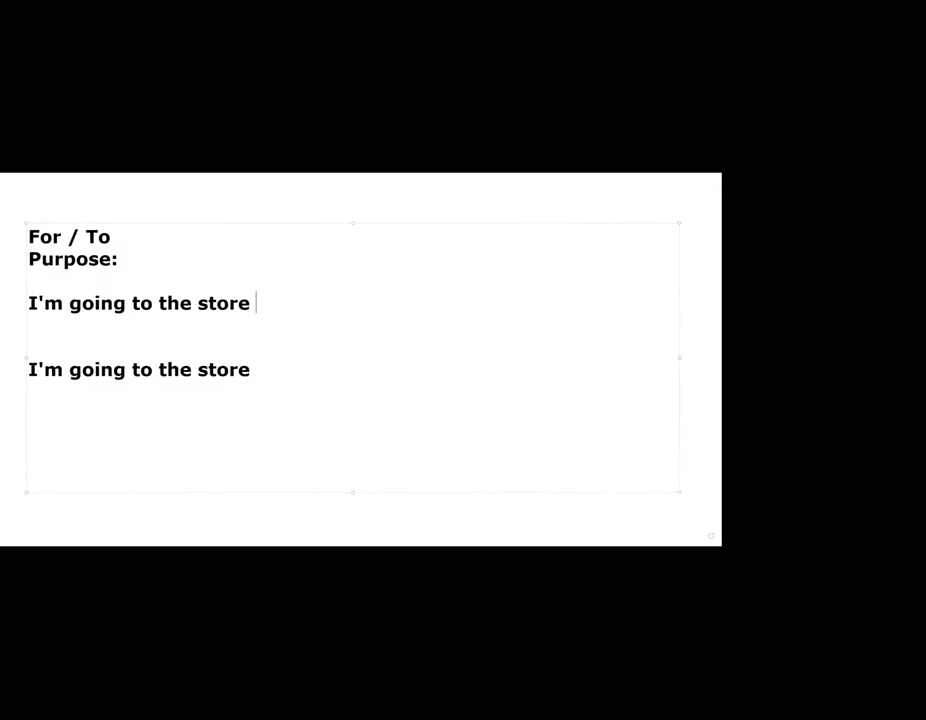 For / To
Purpose:
I'm going to the store
I'm going to the store